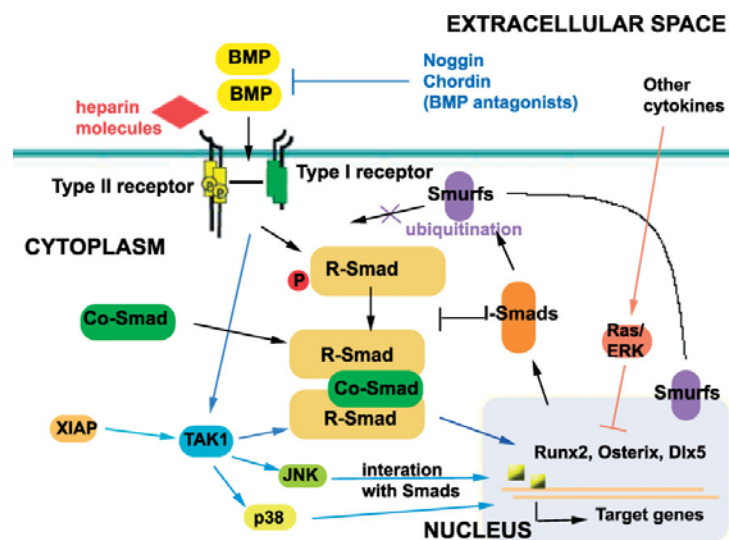 EXTRACELLULAR SPACE
BMP
BMP
Noggin
Chordin
(BMP antagonists)
Other
cytokines
heparin
molecules
Type II receptor
P
P
Type I receptor
Smurfs
ubiquitination
CYTOPLASM
R-Smad
P
Co-Smad
I-Smads
R-Smad
Ras/
ERK
Co-Smad
R-Smad
Smurfs
XIAP
TAK1
Runx2, Osterix, Dlx5
JNK
interation
with Smads
p38
Target genes
NUCLEUS